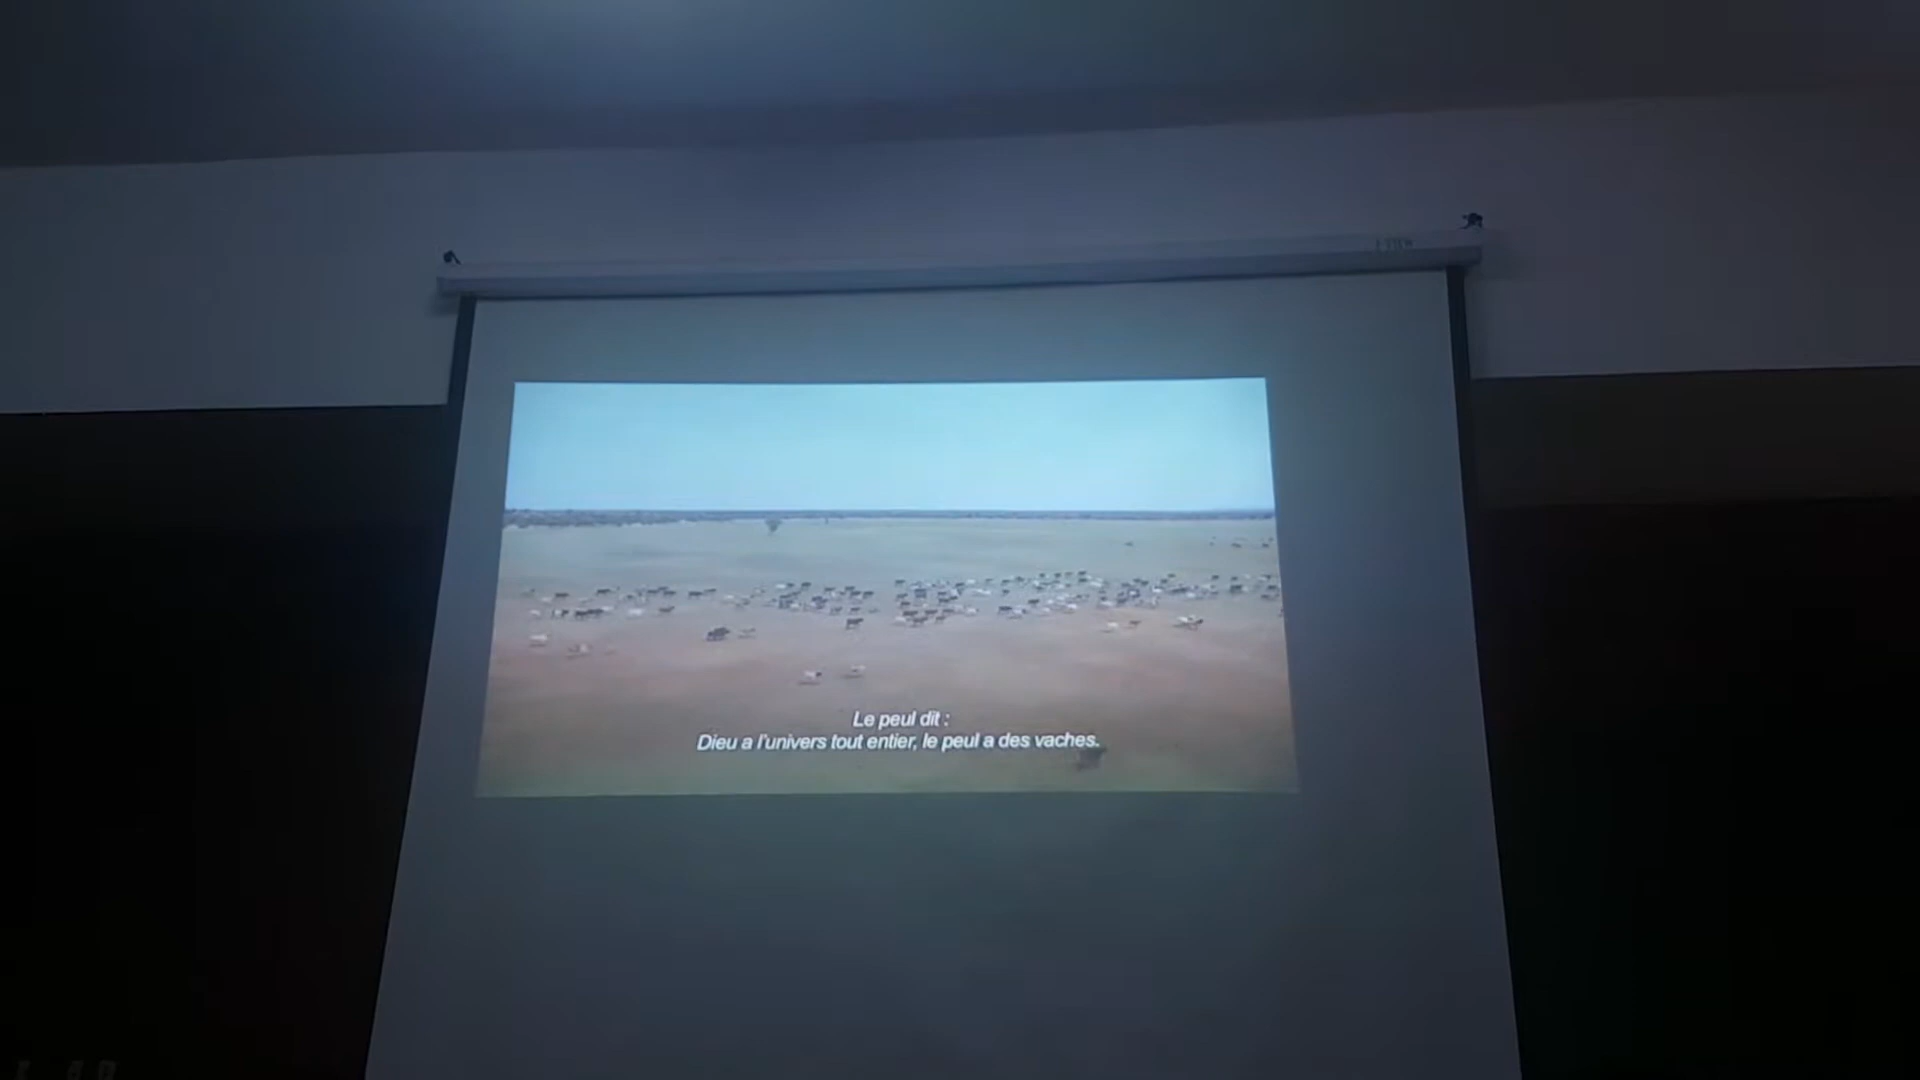 Le peul dit :
Dieu a l'univers tout entier, le peul a des vaches.